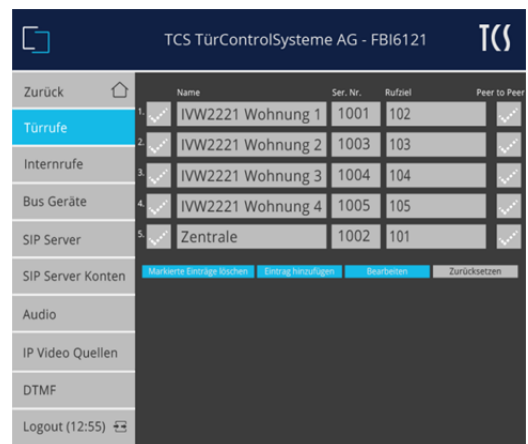 TCS TürControlSysteme AG - FBI6121
TCS
Zurück
Türrufe
Internrufe
Bus Geräte
SIP Server
SIP Server Konten
Audio
IP Video Quellen
DTMF
Logout (12:55)
Name Ser. Nr. Rufziel Peer to Peer
1. IVW2221 Wohnung 1 1001 102
2. IVW2221 Wohnung 2 1003 103
3. IVW2221 Wohnung 3 1004 104
4. IVW2221 Wohnung 4 1005 105
5. Zentrale 1002 101
Markierte Einträge löschen Eintrag hinzufügen Bearbeiten Zurücksetzen